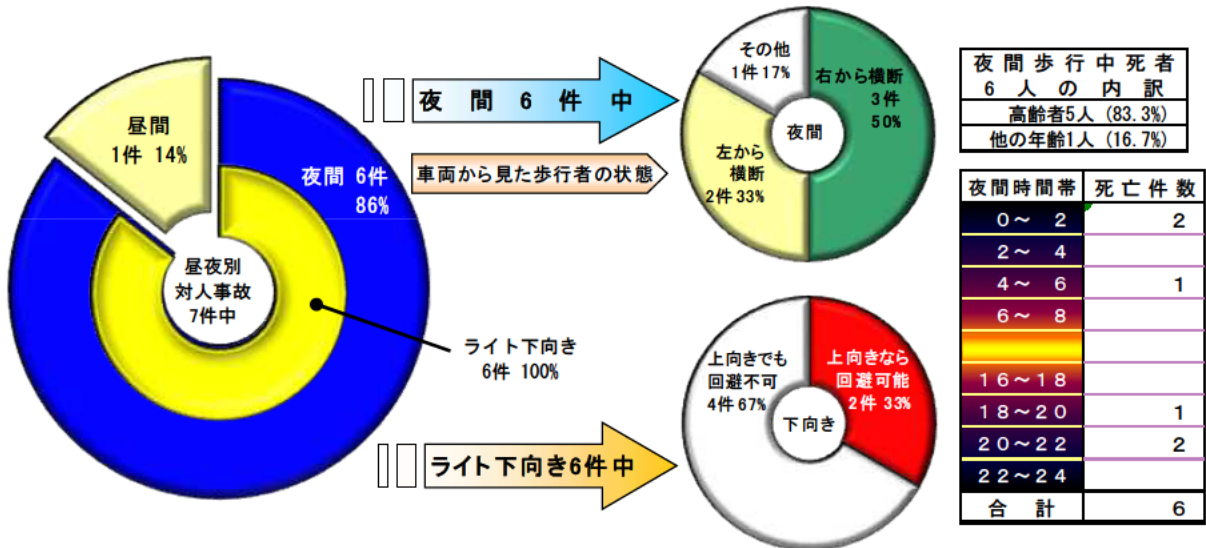 昼間
1件 14%
夜間 6件
86%
昼夜別
対人事故
7件中
ライト下向き
6件 100%
夜間6件中
車両から見た歩行者の状態
ライト下向き6件中
その他
1件 17%
右から横断
3件
50%
左から
横断
2件 33%
夜間
上向きでも
回避不可
4件 67%
上向きなら
回避可能
2件 33%
下向き
夜間歩行中死者
6人の内訳
高齢者5人 (83.3%)
他の年齢1人 (16.7%)
夜間時間帯 死亡件数
0～ 2 2
2～ 4
4～ 6 1
6～ 8
16～18
18～20 1
20～22 2
22～24
合計 6